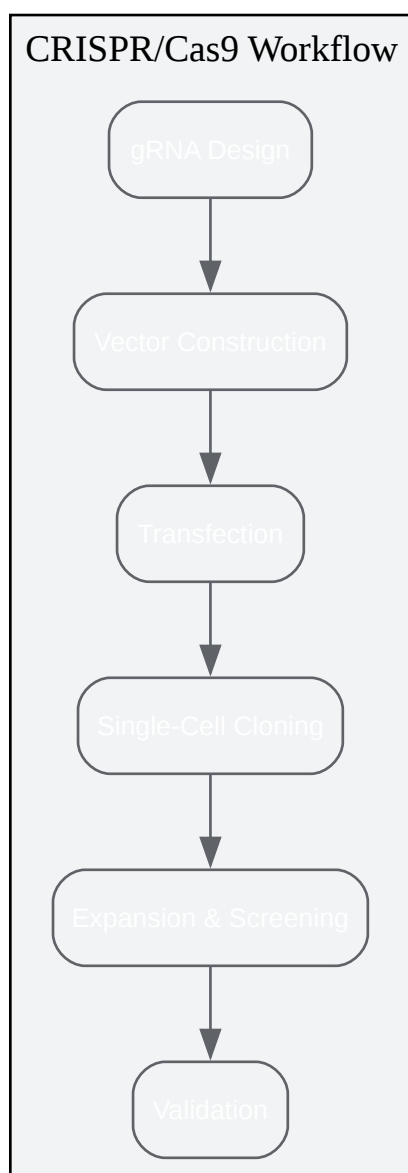 CRISPR/Cas9 Workflow
gRNA Design
Vector Construction
Transfection
Single-Cell Cloning
Expansion & Screening
Validation